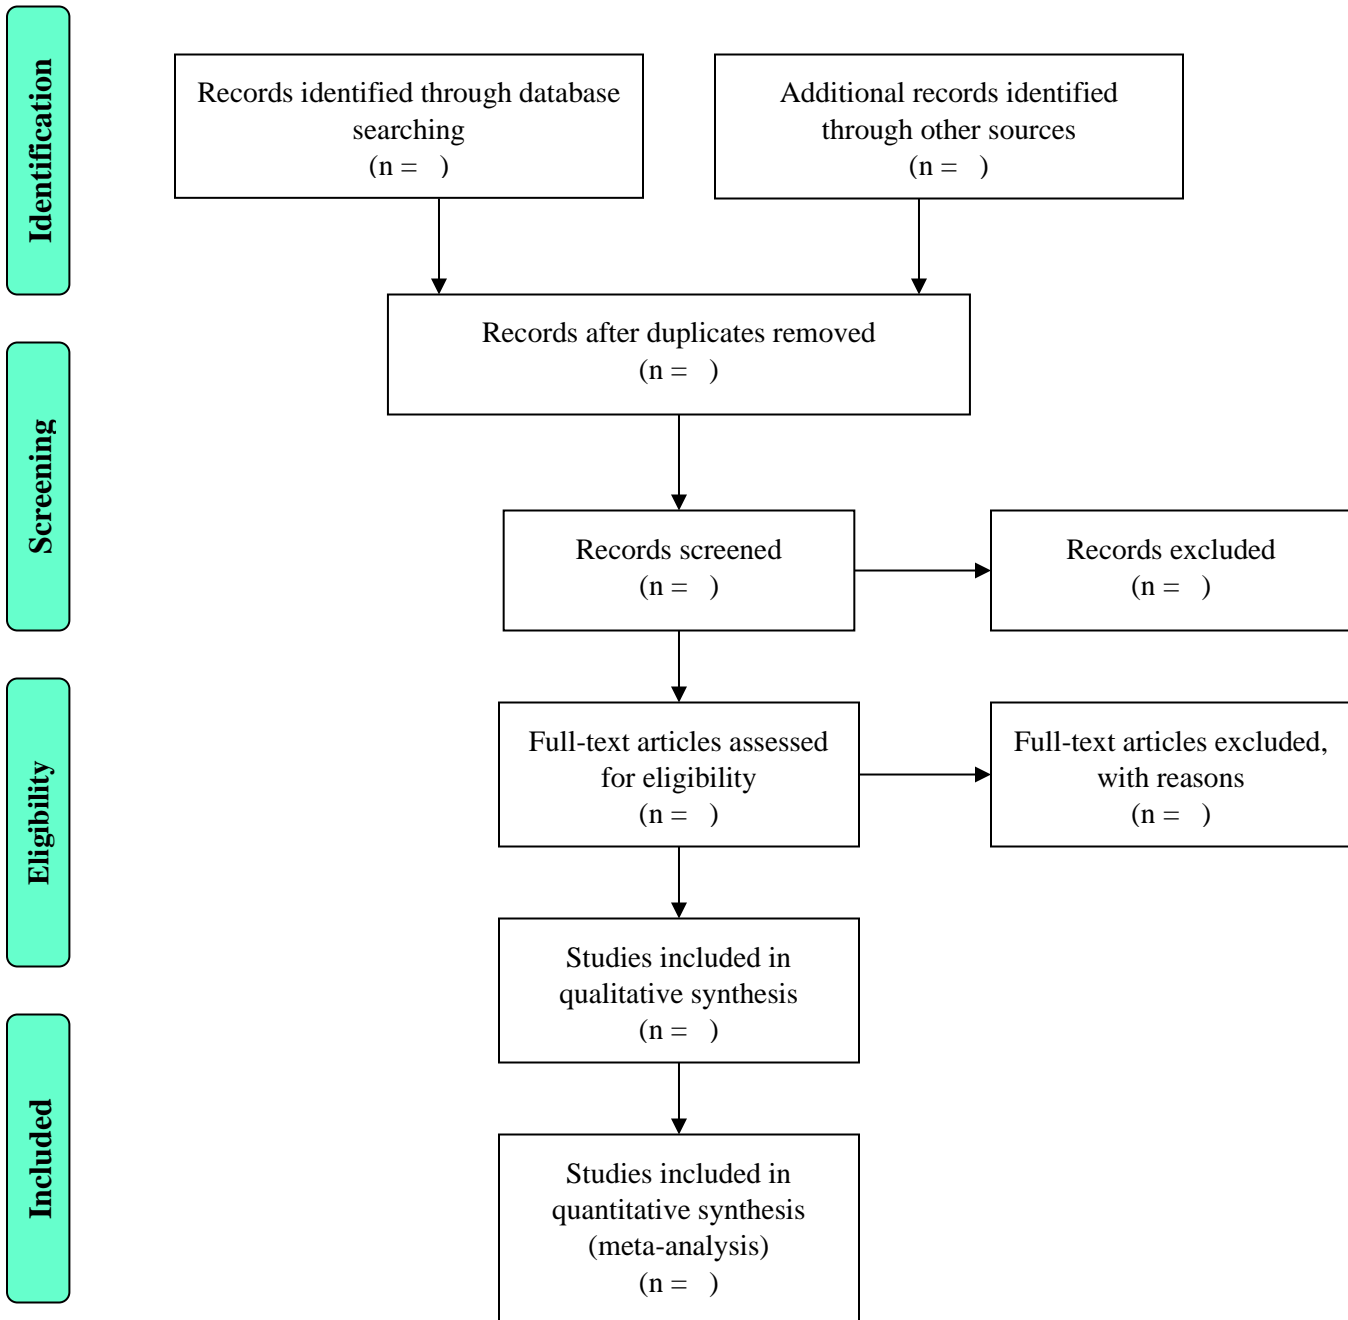 Identification
Records identified through database
searching
(n =   )
Additional records identified
through other sources
(n =   )
Records after duplicates removed
(n =   )
Screening
Records screened
(n =   )
Records excluded
(n =   )
Eligibility
Full-text articles assessed
for eligibility
(n =   )
Full-text articles excluded,
with reasons
(n =   )
Studies included in
qualitative synthesis
(n =   )
Included
Studies included in
quantitative synthesis
(meta-analysis)
(n =   )